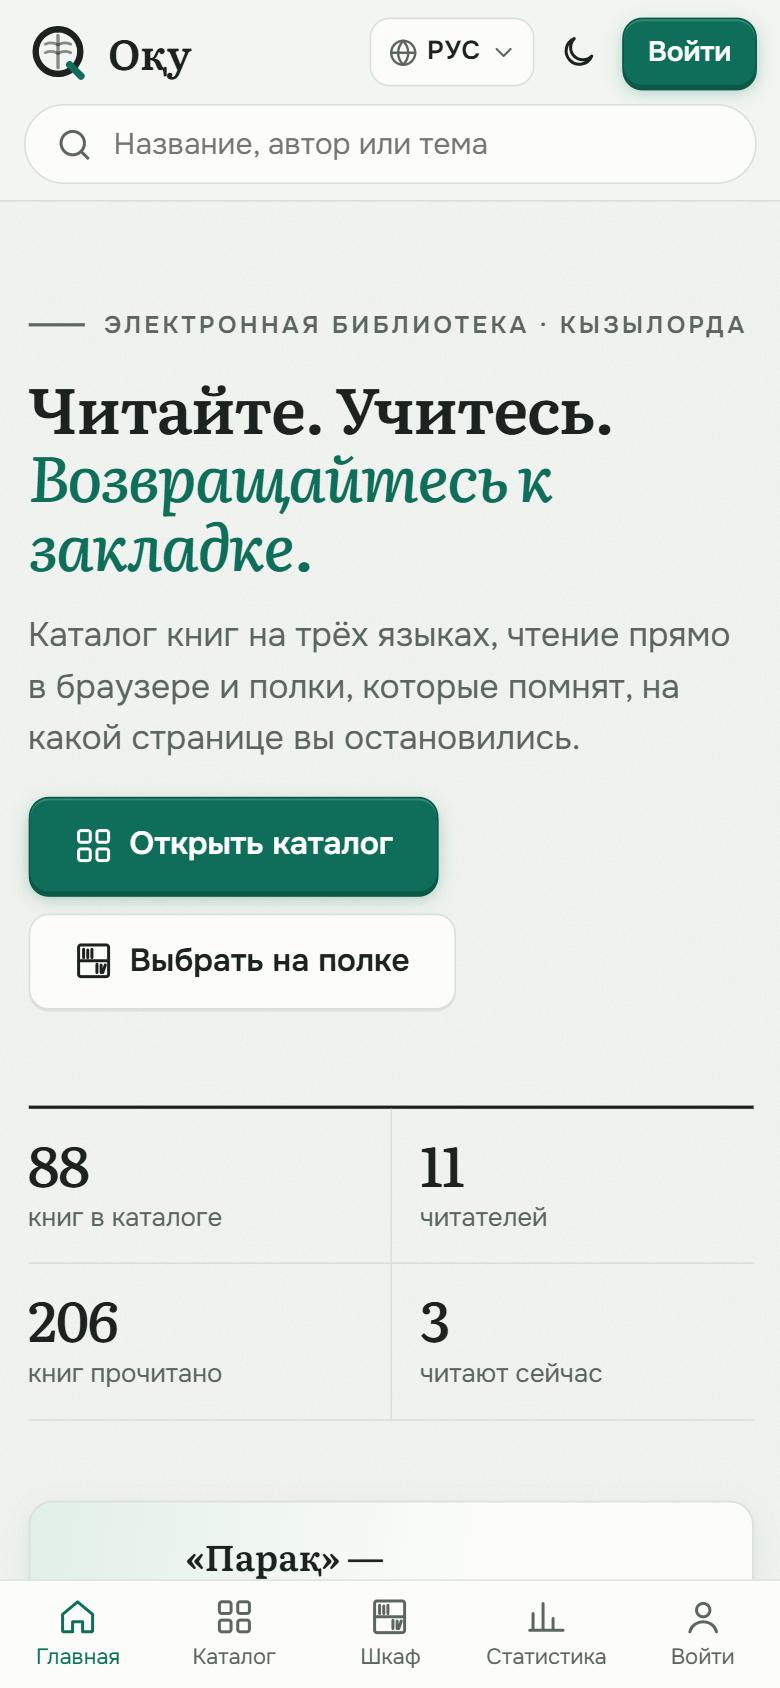 Оқу
РУС
Войти
Название, автор или тема
ЭЛЕКТРОННАЯ БИБЛИОТЕКА · КЫЗЫЛОРДА
Читайте. Учитесь.
Возвращайтесь к
закладке.
Каталог книг на трёх языках, чтение прямо
в браузере и полки, которые помнят, на
какой странице вы остановились.
Открыть каталог
Выбрать на полке
88
книг в каталоге
11
читателей
206
книг прочитано
3
читают сейчас
«Парақ» —
Главная
Каталог
Шкаф
Статистика
Войти